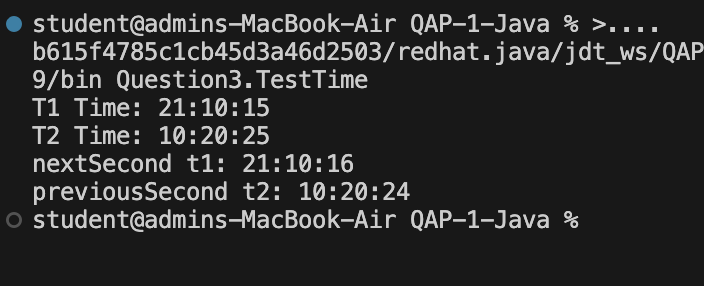 student@admins-MacBook-Air QAP-1-Java % >....
b615f4785c1cb45d3a46d2503/redhat.java/jdt_ws/QAP
9/bin Question3.TestTime
T1 Time: 21:10:15
T2 Time: 10:20:25
nextSecond t1: 21:10:16
previousSecond t2: 10:20:24
student@admins-MacBook-Air QAP-1-Java %